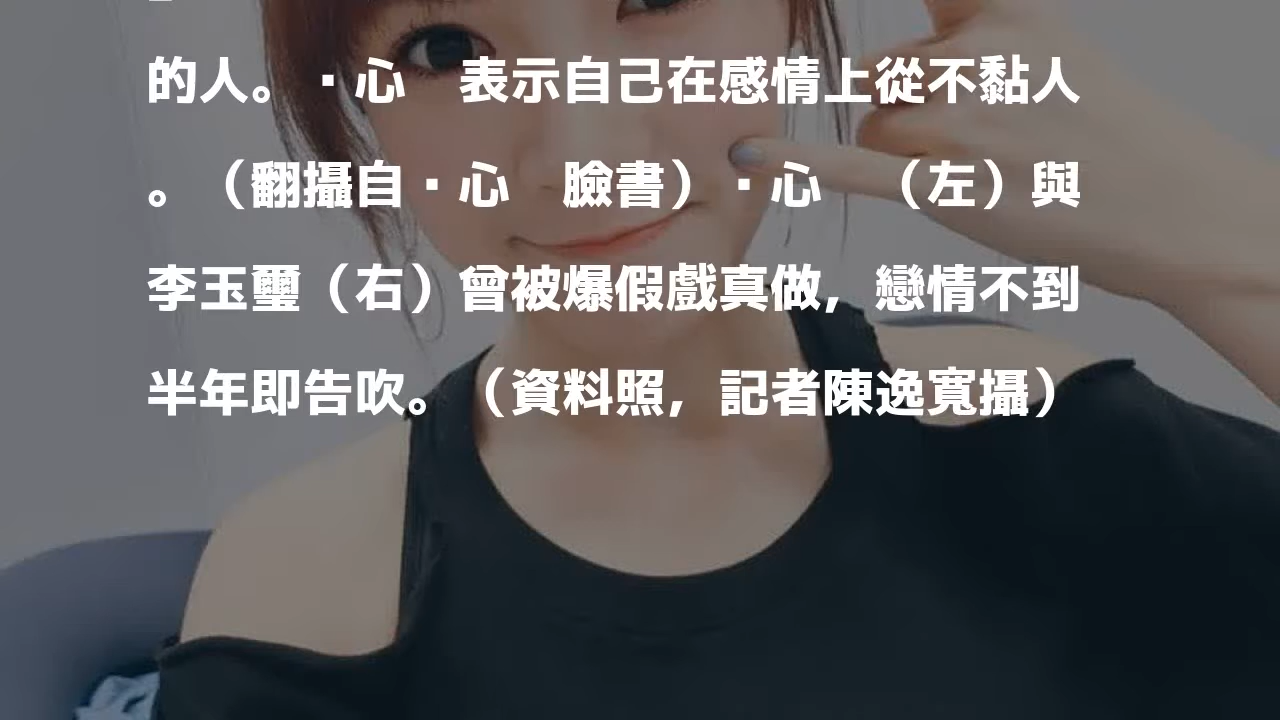 的人。▪心　表示自己在感情上從不黏人
。（翻攝自▪心　臉書）▪心　（左）與
李玉璽（右）曾被爆假戲真做，戀情不到
半年即告吹。（資料照，記者陳逸寬攝）